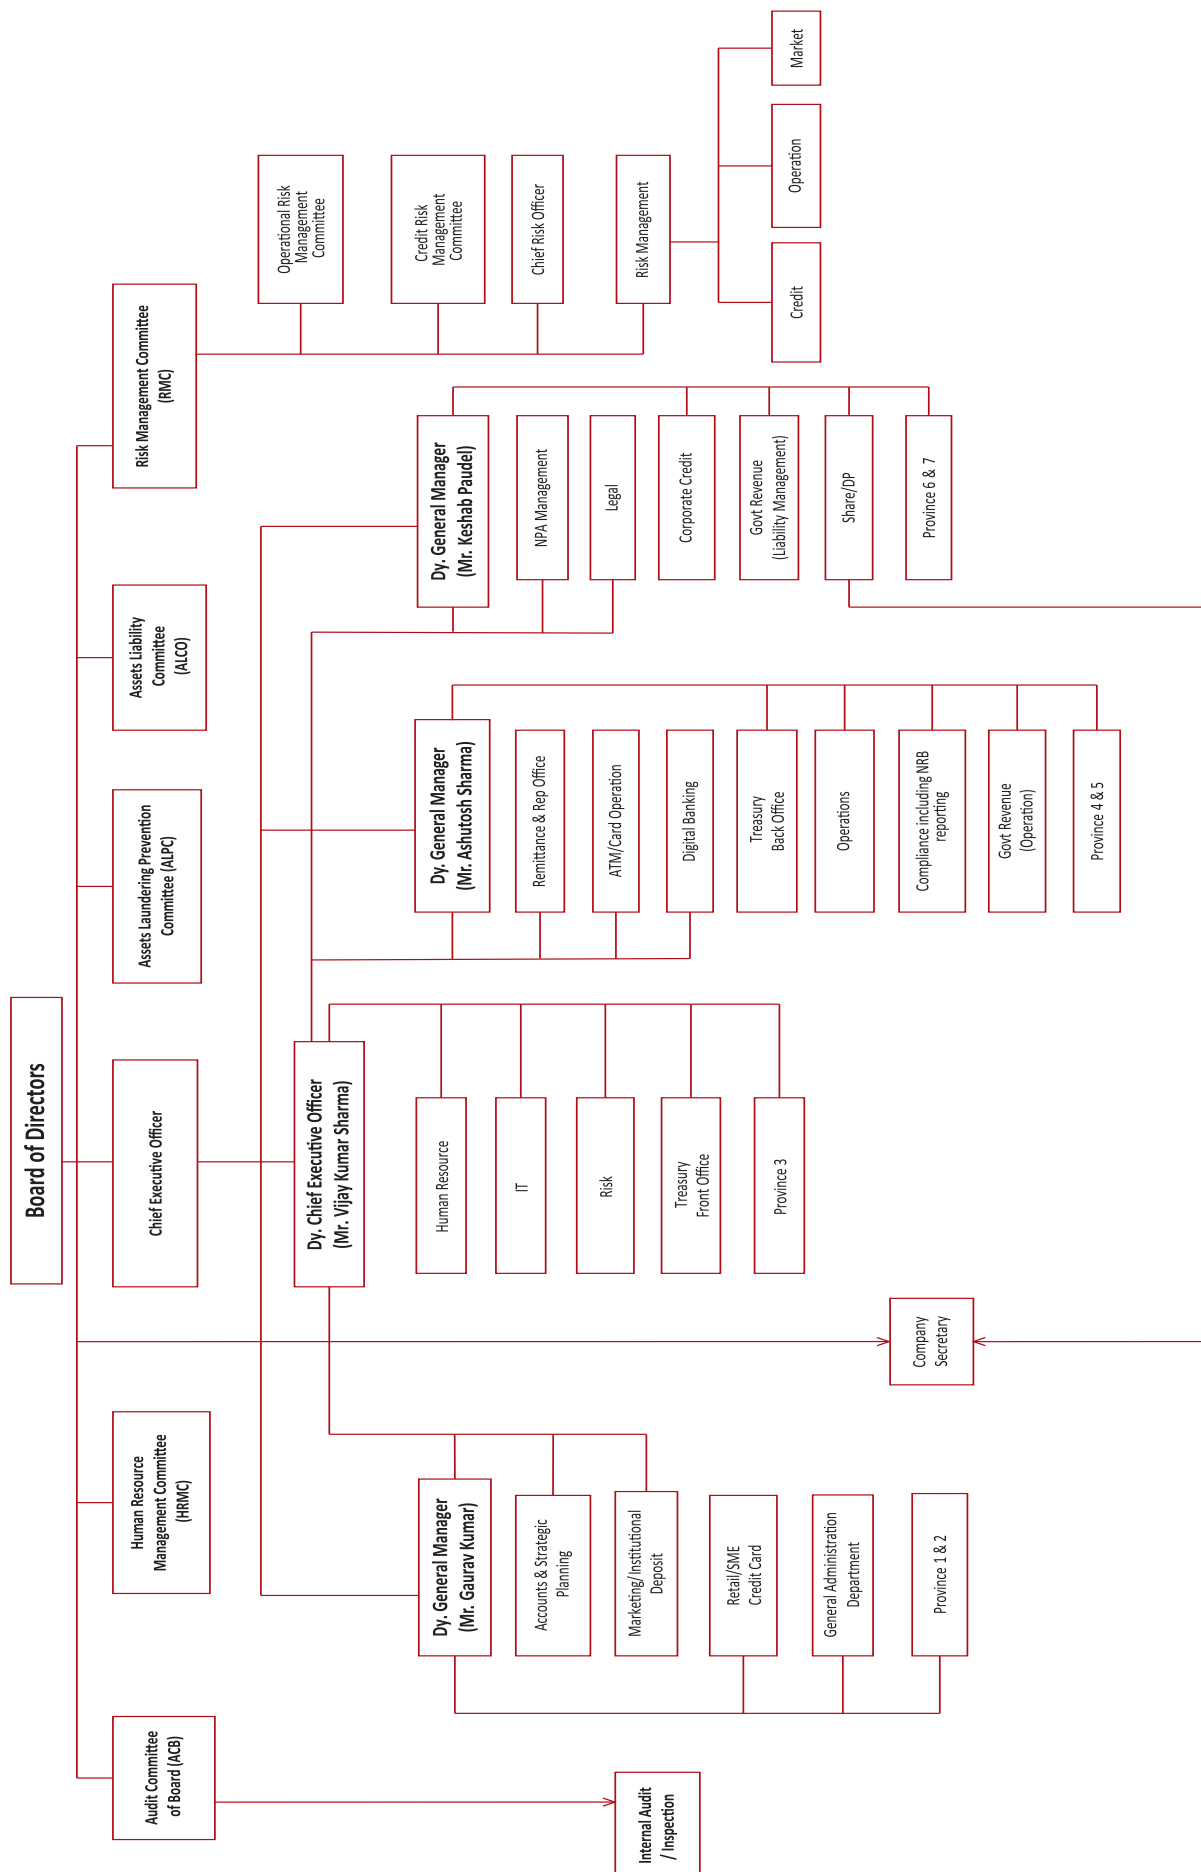 Board of Directors
Audit Committee
of Board (ACB)
Human Resource
Management Committee
(HRMC)
Chief Executive Officer
Assets Laundering Prevention
Committee (ALPC)
Assets Liability
Committee
(ALCO)
Risk Management Committee
(RMC)
Internal Audit
/ Inspection
Operational Risk
Management
Committee
Credit Risk
Management
Committee
Chief Risk Officer
Risk Management
Credit
Operation
Market
Dy. Chief Executive Officer
(Mr. Vijay Kumar Sharma)
Human Resource
IT
Risk
Treasury
Front Office
Province 3
Dy. General Manager
(Mr. Gaurav Kumar)
Accounts & Strategic
Planning
Marketing/Institutional
Deposit
Retail/SME
Credit Card
General Administration
Department
Province 1 & 2
Company
Secretary
Dy. General Manager
(Mr. Ashutosh Sharma)
Remittance & Rep Office
ATM/Card Operation
Digital Banking
Treasury
Back Office
Operations
Compliance including NRB
reporting
Govt Revenue
(Operation)
Province 4 & 5
Dy. General Manager
(Mr. Keshab Paudel)
NPA Management
Legal
Corporate Credit
Govt Revenue
(Liability Management)
Share/DP
Province 6 & 7